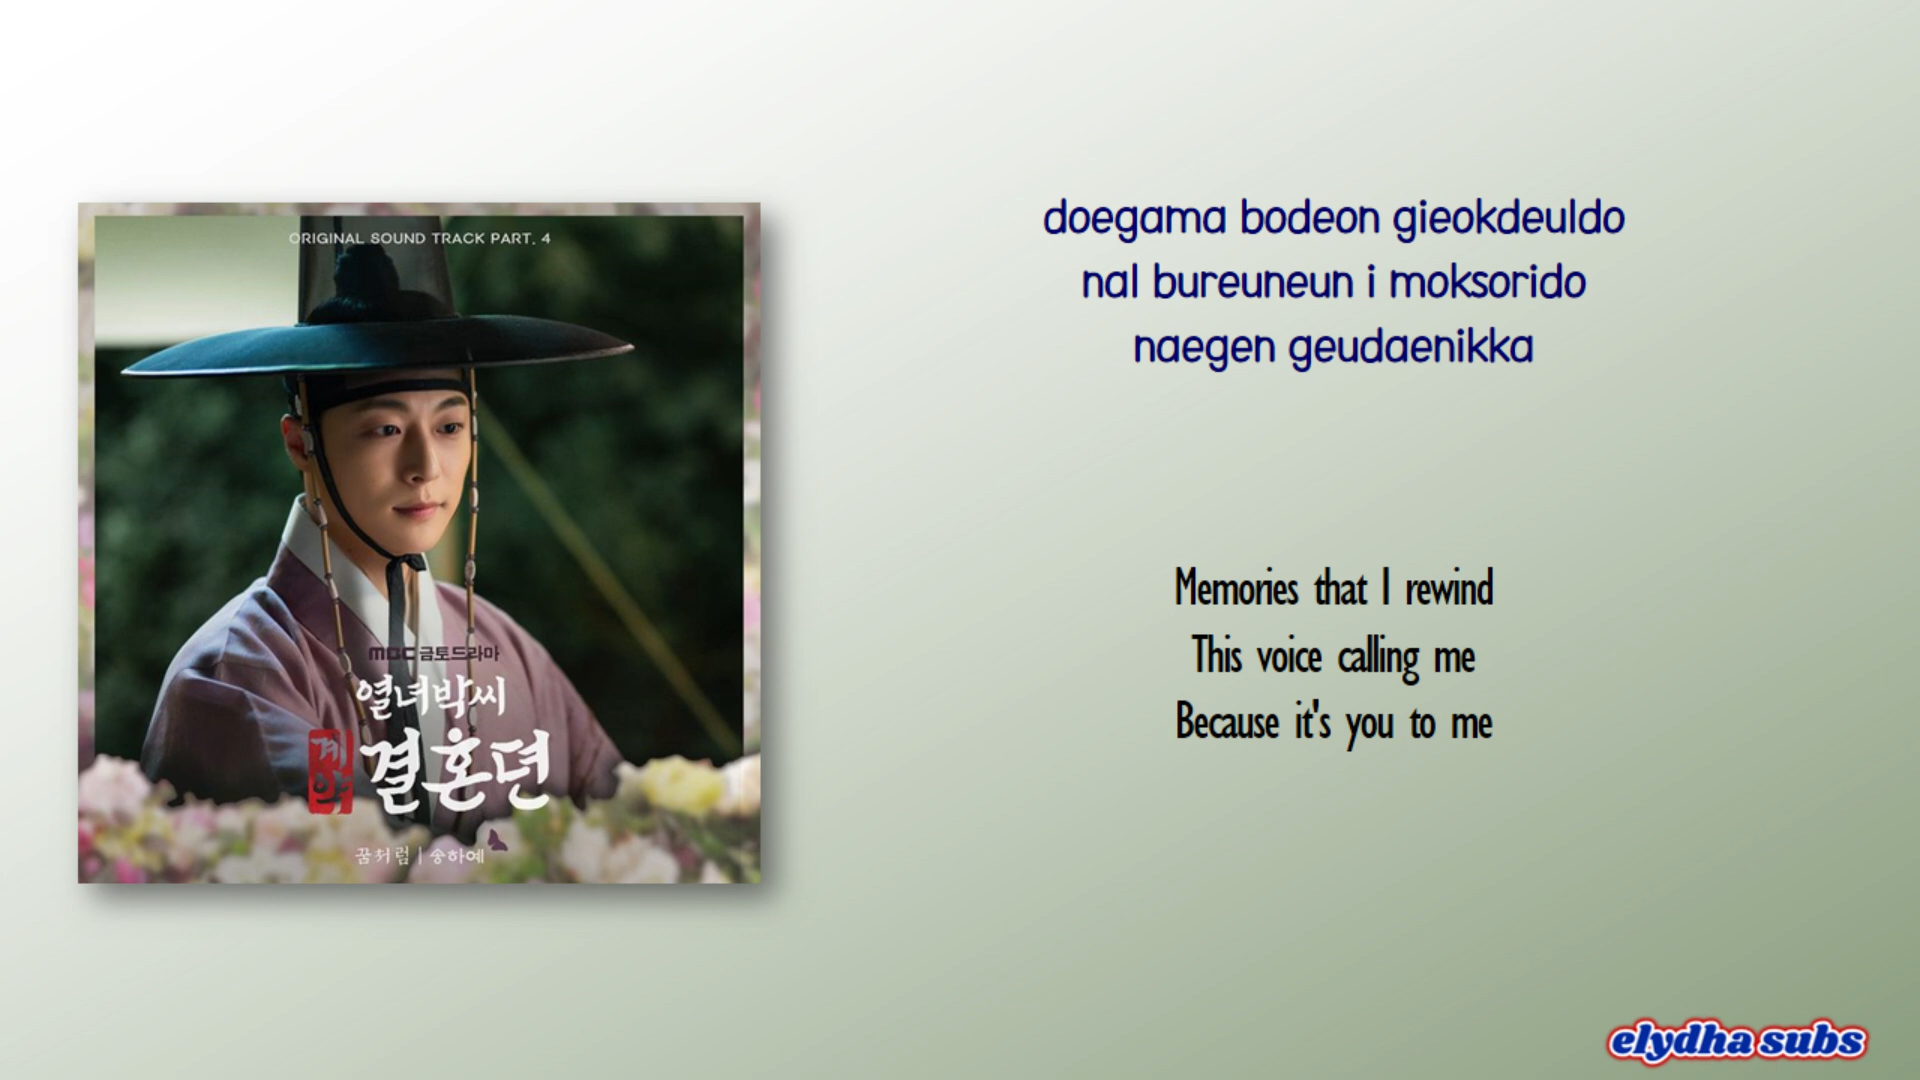 ORIGINAL SOUND TRACK PART. 4
MBC 금토드라마
열녀박씨
계약
결혼뎐
꿈처럼 | 송하예
doegama bodeon gieokdeuldo
nal bureuneun i moksorido
naegen geudaenikka
Memories that I rewind
This voice calling me
Because it's you to me
elydha subs